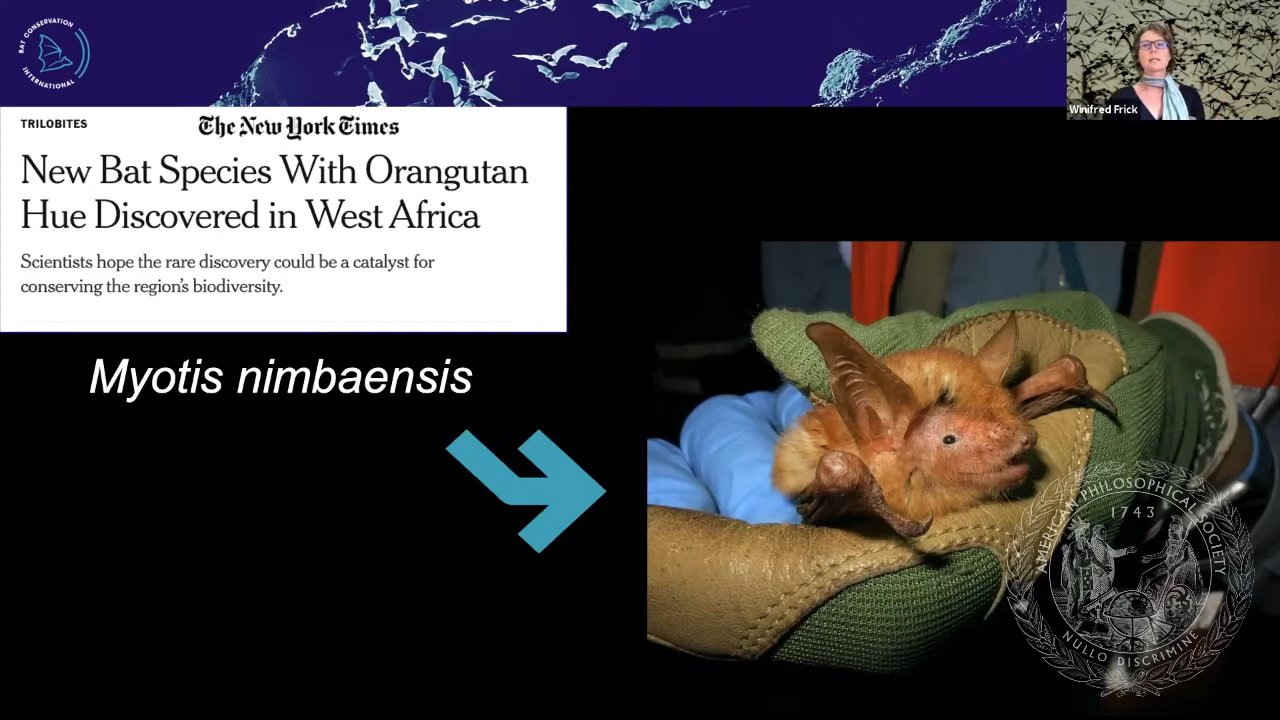 BAT CONSERVATION
INTERNATIONAL
Winifred Frick
TRILOBITES
The New York Times
New Bat Species With Orangutan
Hue Discovered in West Africa
Scientists hope the rare discovery could be a catalyst for
conserving the region's biodiversity.
Myotis nimbaensis
AMERICAN PHILOSOPHICAL SOCIETY
1743
NULLO DISCRIMINE